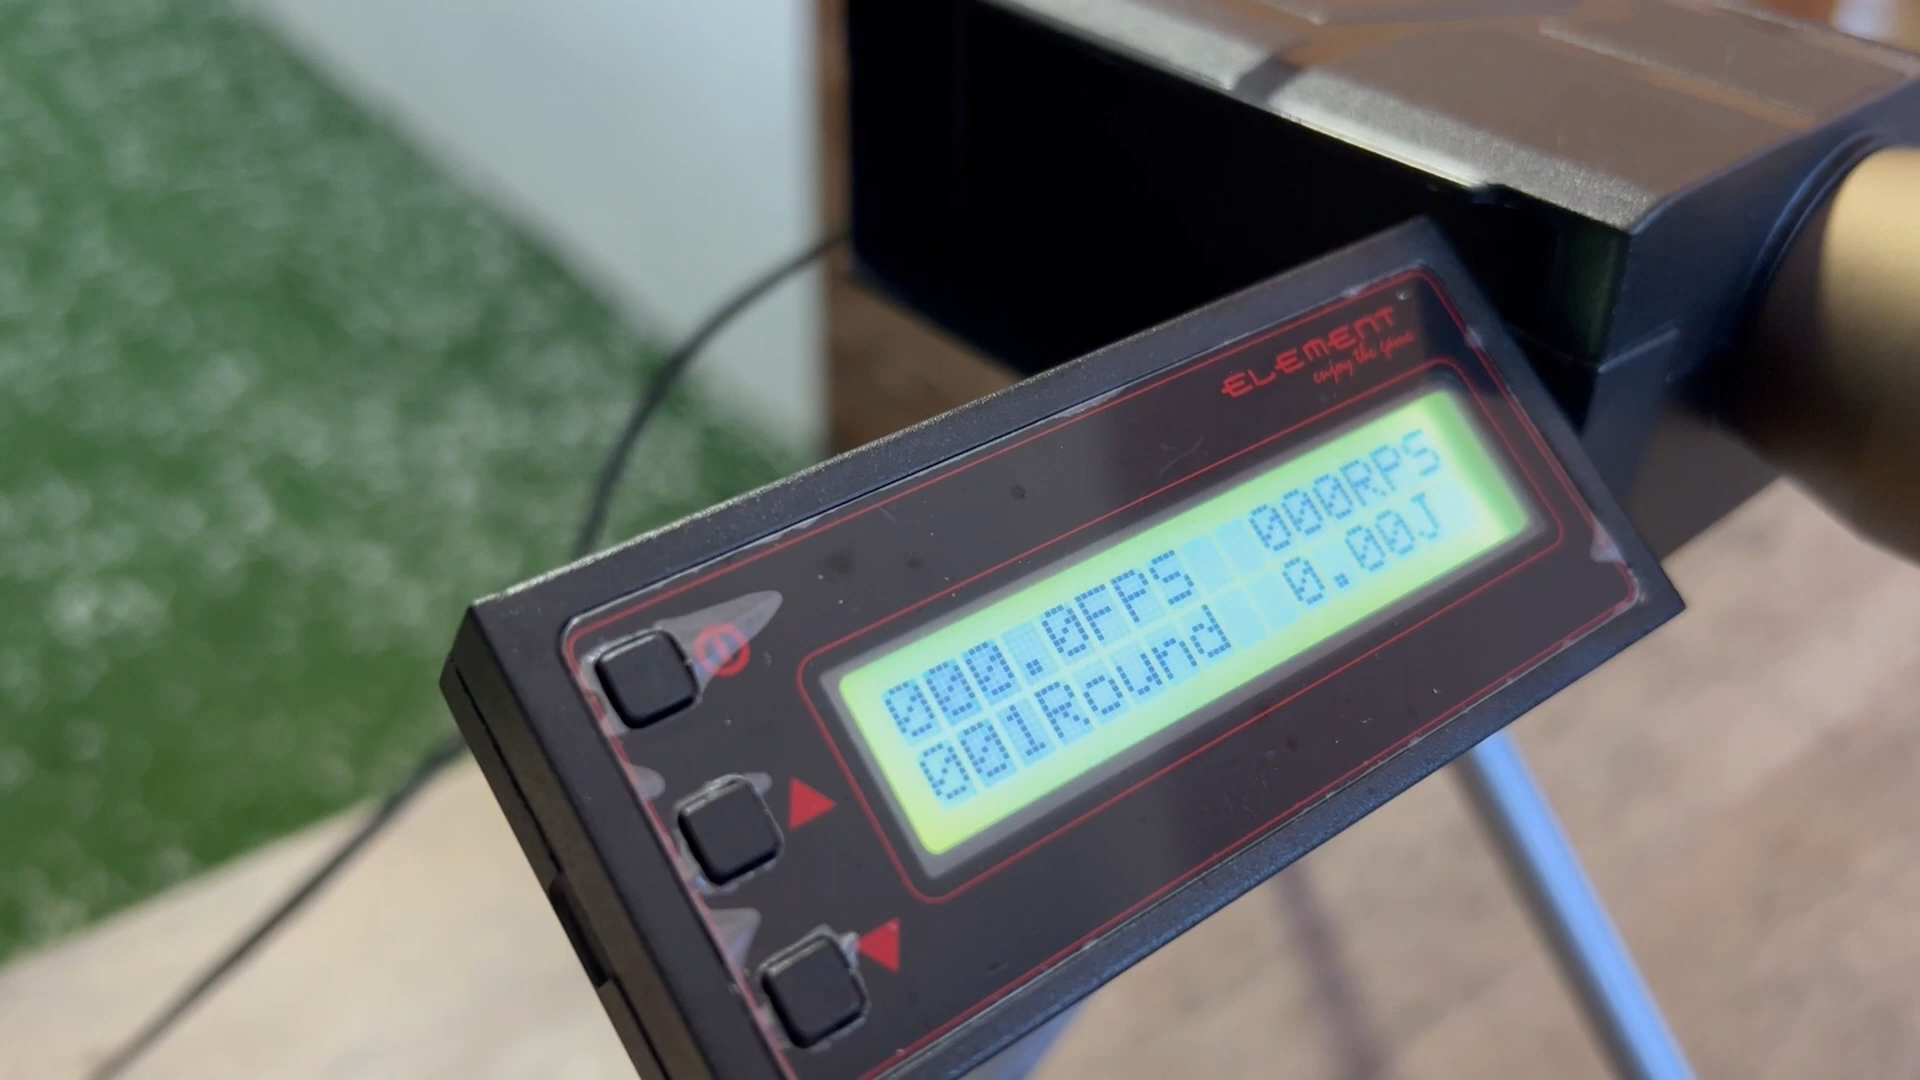 ELEMENT
enjoy the game
000.0FPS 000RPS
001Round 0.00J